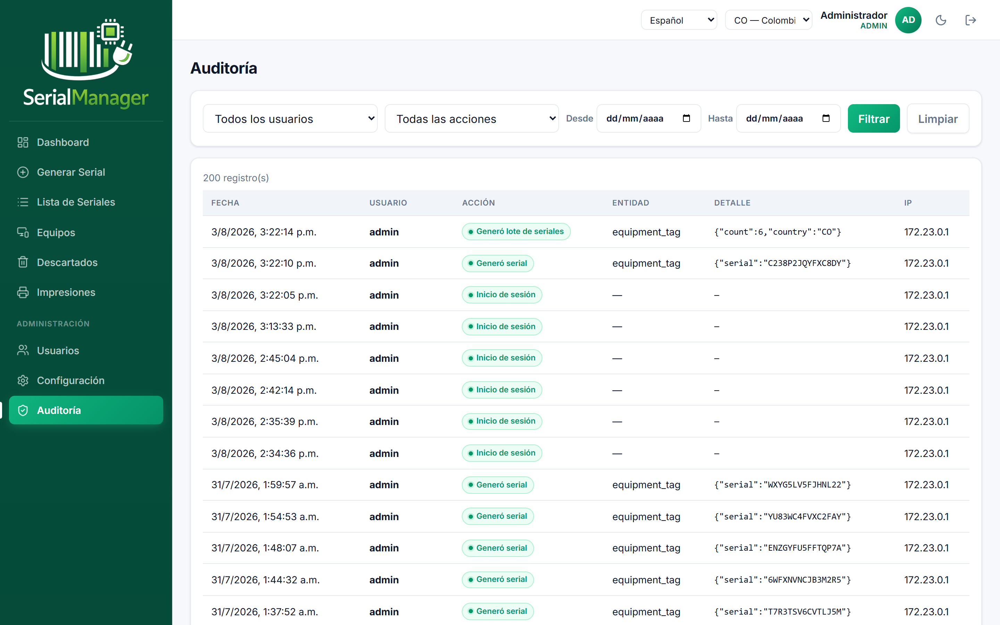 SerialManager
Dashboard
Generar Serial
Lista de Seriales
Equipos
Descartados
Impresiones
ADMINISTRACIÓN
Usuarios
Configuración
Auditoría
Español
CO — Colombi
Administrador
ADMIN
AD
Auditoría
Todos los usuarios
Todas las acciones
Desde dd/mm/aaaa
Hasta dd/mm/aaaa
Filtrar
Limpiar
200 registro(s)
FECHA USUARIO ACCIÓN ENTIDAD DETALLE IP
3/8/2026, 3:22:14 p.m. admin Generó lote de seriales equipment_tag {"count":6,"country":"CO"} 172.23.0.1
3/8/2026, 3:22:10 p.m. admin Generó serial equipment_tag {"serial":"C238P2JQYFXC8DY"} 172.23.0.1
3/8/2026, 3:22:05 p.m. admin Inicio de sesión — – 172.23.0.1
3/8/2026, 3:13:33 p.m. admin Inicio de sesión — – 172.23.0.1
3/8/2026, 2:45:04 p.m. admin Inicio de sesión — – 172.23.0.1
3/8/2026, 2:42:14 p.m. admin Inicio de sesión — – 172.23.0.1
3/8/2026, 2:35:39 p.m. admin Inicio de sesión — – 172.23.0.1
3/8/2026, 2:34:36 p.m. admin Inicio de sesión — – 172.23.0.1
31/7/2026, 1:59:57 a.m. admin Generó serial equipment_tag {"serial":"WXYG5LV5FJHNL22"} 172.23.0.1
31/7/2026, 1:54:53 a.m. admin Generó serial equipment_tag {"serial":"YU83WC4FVXC2FAY"} 172.23.0.1
31/7/2026, 1:48:07 a.m. admin Generó serial equipment_tag {"serial":"ENZGYFU5FFTQP7A"} 172.23.0.1
31/7/2026, 1:44:32 a.m. admin Generó serial equipment_tag {"serial":"6WFXNVNCJB3M2R5"} 172.23.0.1
31/7/2026, 1:37:52 a.m. admin Generó serial equipment_tag {"serial":"T7R3TSV6CVTLJ5M"} 172.23.0.1